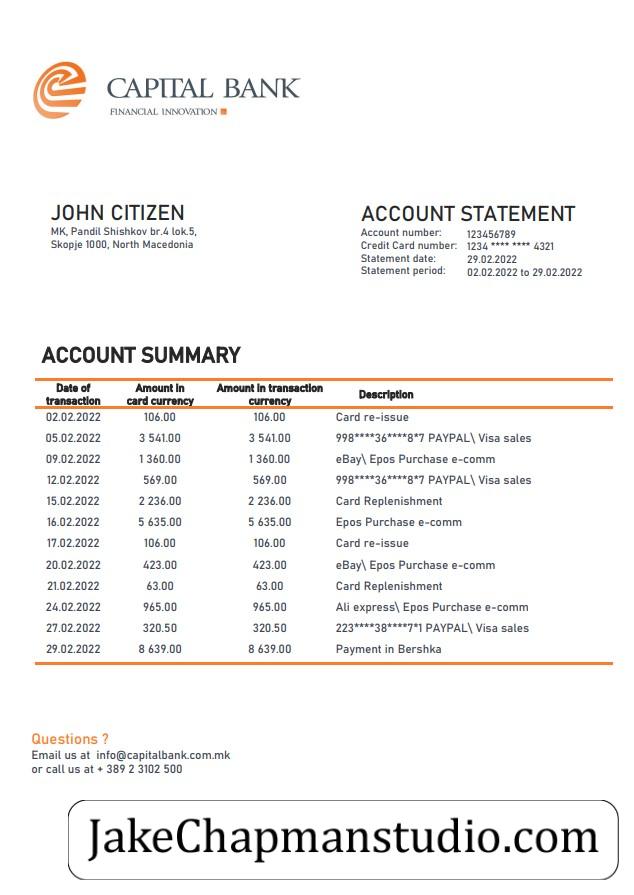 CAPITAL BANK
FINANCIAL INNOVATION
JOHN CITIZEN
MK, Pandil Shishkov br.4 lok.5,
Skopje 1000, North Macedonia
ACCOUNT STATEMENT
Account number: 123456789
Credit Card number: 1234 **** **** 4321
Statement date: 29.02.2022
Statement period: 02.02.2022 to 29.02.2022
ACCOUNT SUMMARY
Date of transaction Amount in card currency Amount in transaction currency Description
02.02.2022 106.00 106.00 Card re-issue
05.02.2022 3 541.00 3 541.00 998****36****8*7 PAYPAL\ Visa sales
09.02.2022 1 360.00 1 360.00 eBay\ Epos Purchase e-comm
12.02.2022 569.00 569.00 998****36****8*7 PAYPAL\ Visa sales
15.02.2022 2 236.00 2 236.00 Card Replenishment
16.02.2022 5 635.00 5 635.00 Epos Purchase e-comm
17.02.2022 106.00 106.00 Card re-issue
20.02.2022 423.00 423.00 eBay\ Epos Purchase e-comm
21.02.2022 63.00 63.00 Card Replenishment
24.02.2022 965.00 965.00 Ali express\ Epos Purchase e-comm
27.02.2022 320.50 320.50 223****38****7*1 PAYPAL\ Visa sales
29.02.2022 8 639.00 8 639.00 Payment in Bershka
Questions ?
Email us at info@capitalbank.com.mk
or call us at + 389 2 3102 500
JakeChapmanstudio.com